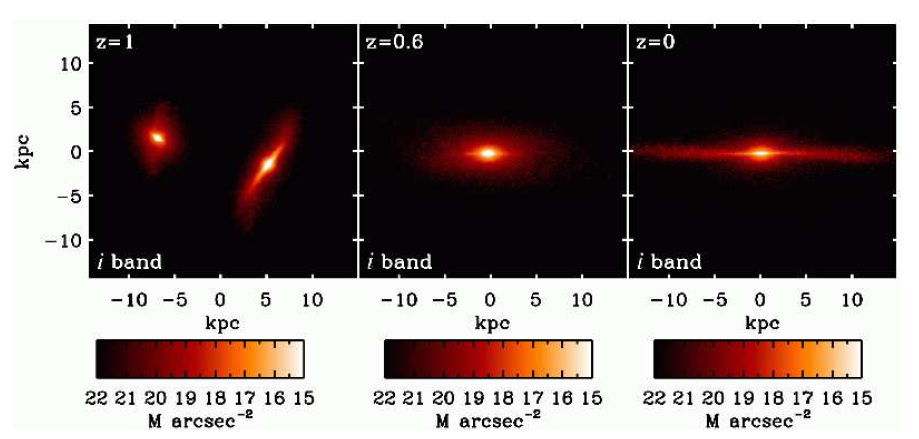 z=1
z=0.6
z=0
10
5
0
−5
−10
kpc
i band
i band
i band
−10 −5 0 5 10
−10 −5 0 5 10
−10 −5 0 5 10
kpc
kpc
kpc
22 21 20 19 18 17 16 15
22 21 20 19 18 17 16 15
22 21 20 19 18 17 16 15
M arcsec⁻²
M arcsec⁻²
M arcsec⁻²